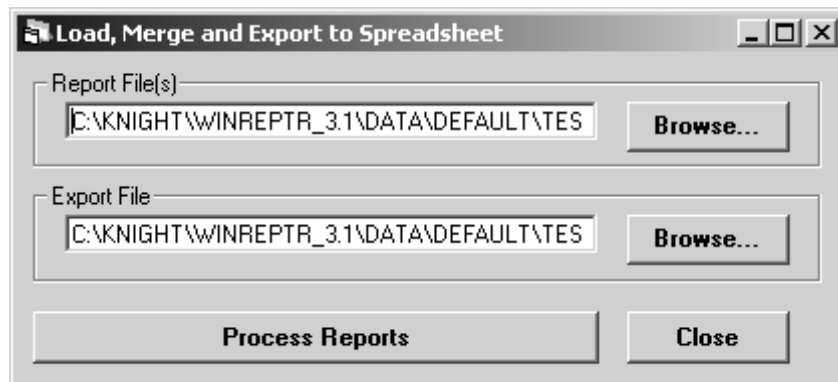 Load, Merge and Export to Spreadsheet
Report File(s)
C:\KNIGHT\WINREPTR_3.1\DATA\DEFAULT\TES
Browse...
Export File
C:\KNIGHT\WINREPTR_3.1\DATA\DEFAULT\TES
Browse...
Process Reports
Close